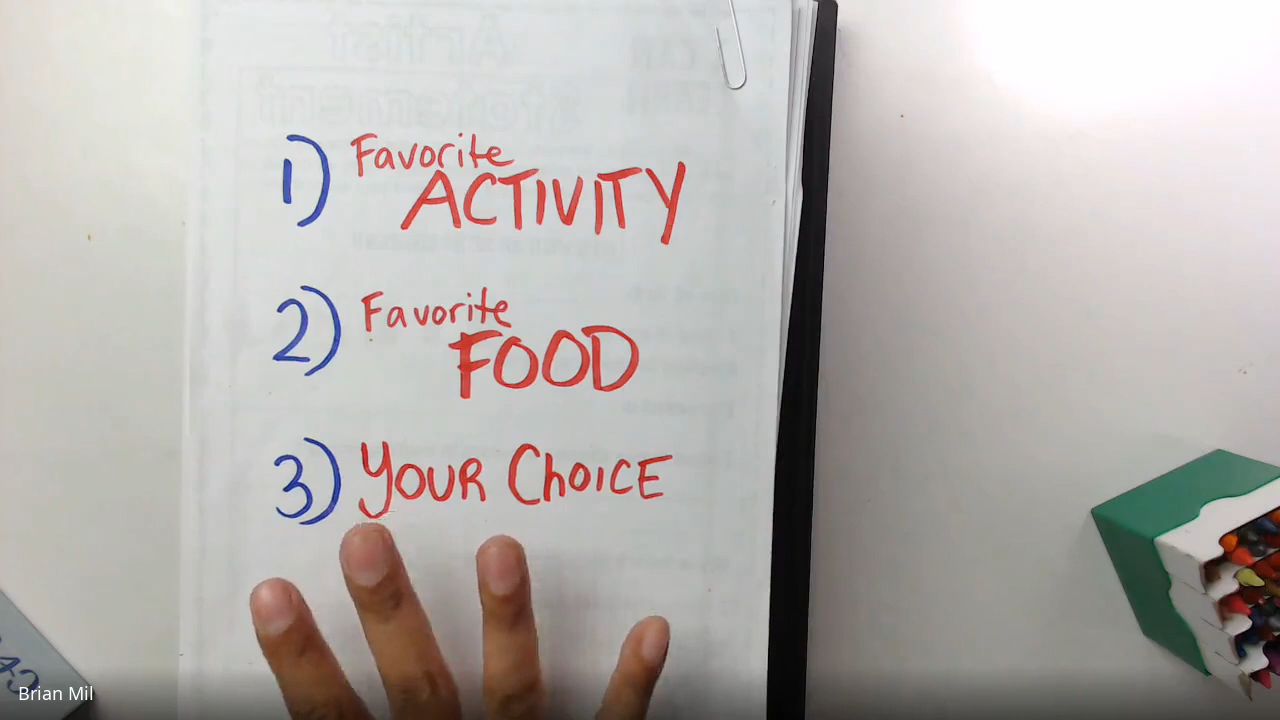 1) Favorite
ACTIVITY
2) Favorite
FOOD
3) YOUR ChOICE
Brian Mil